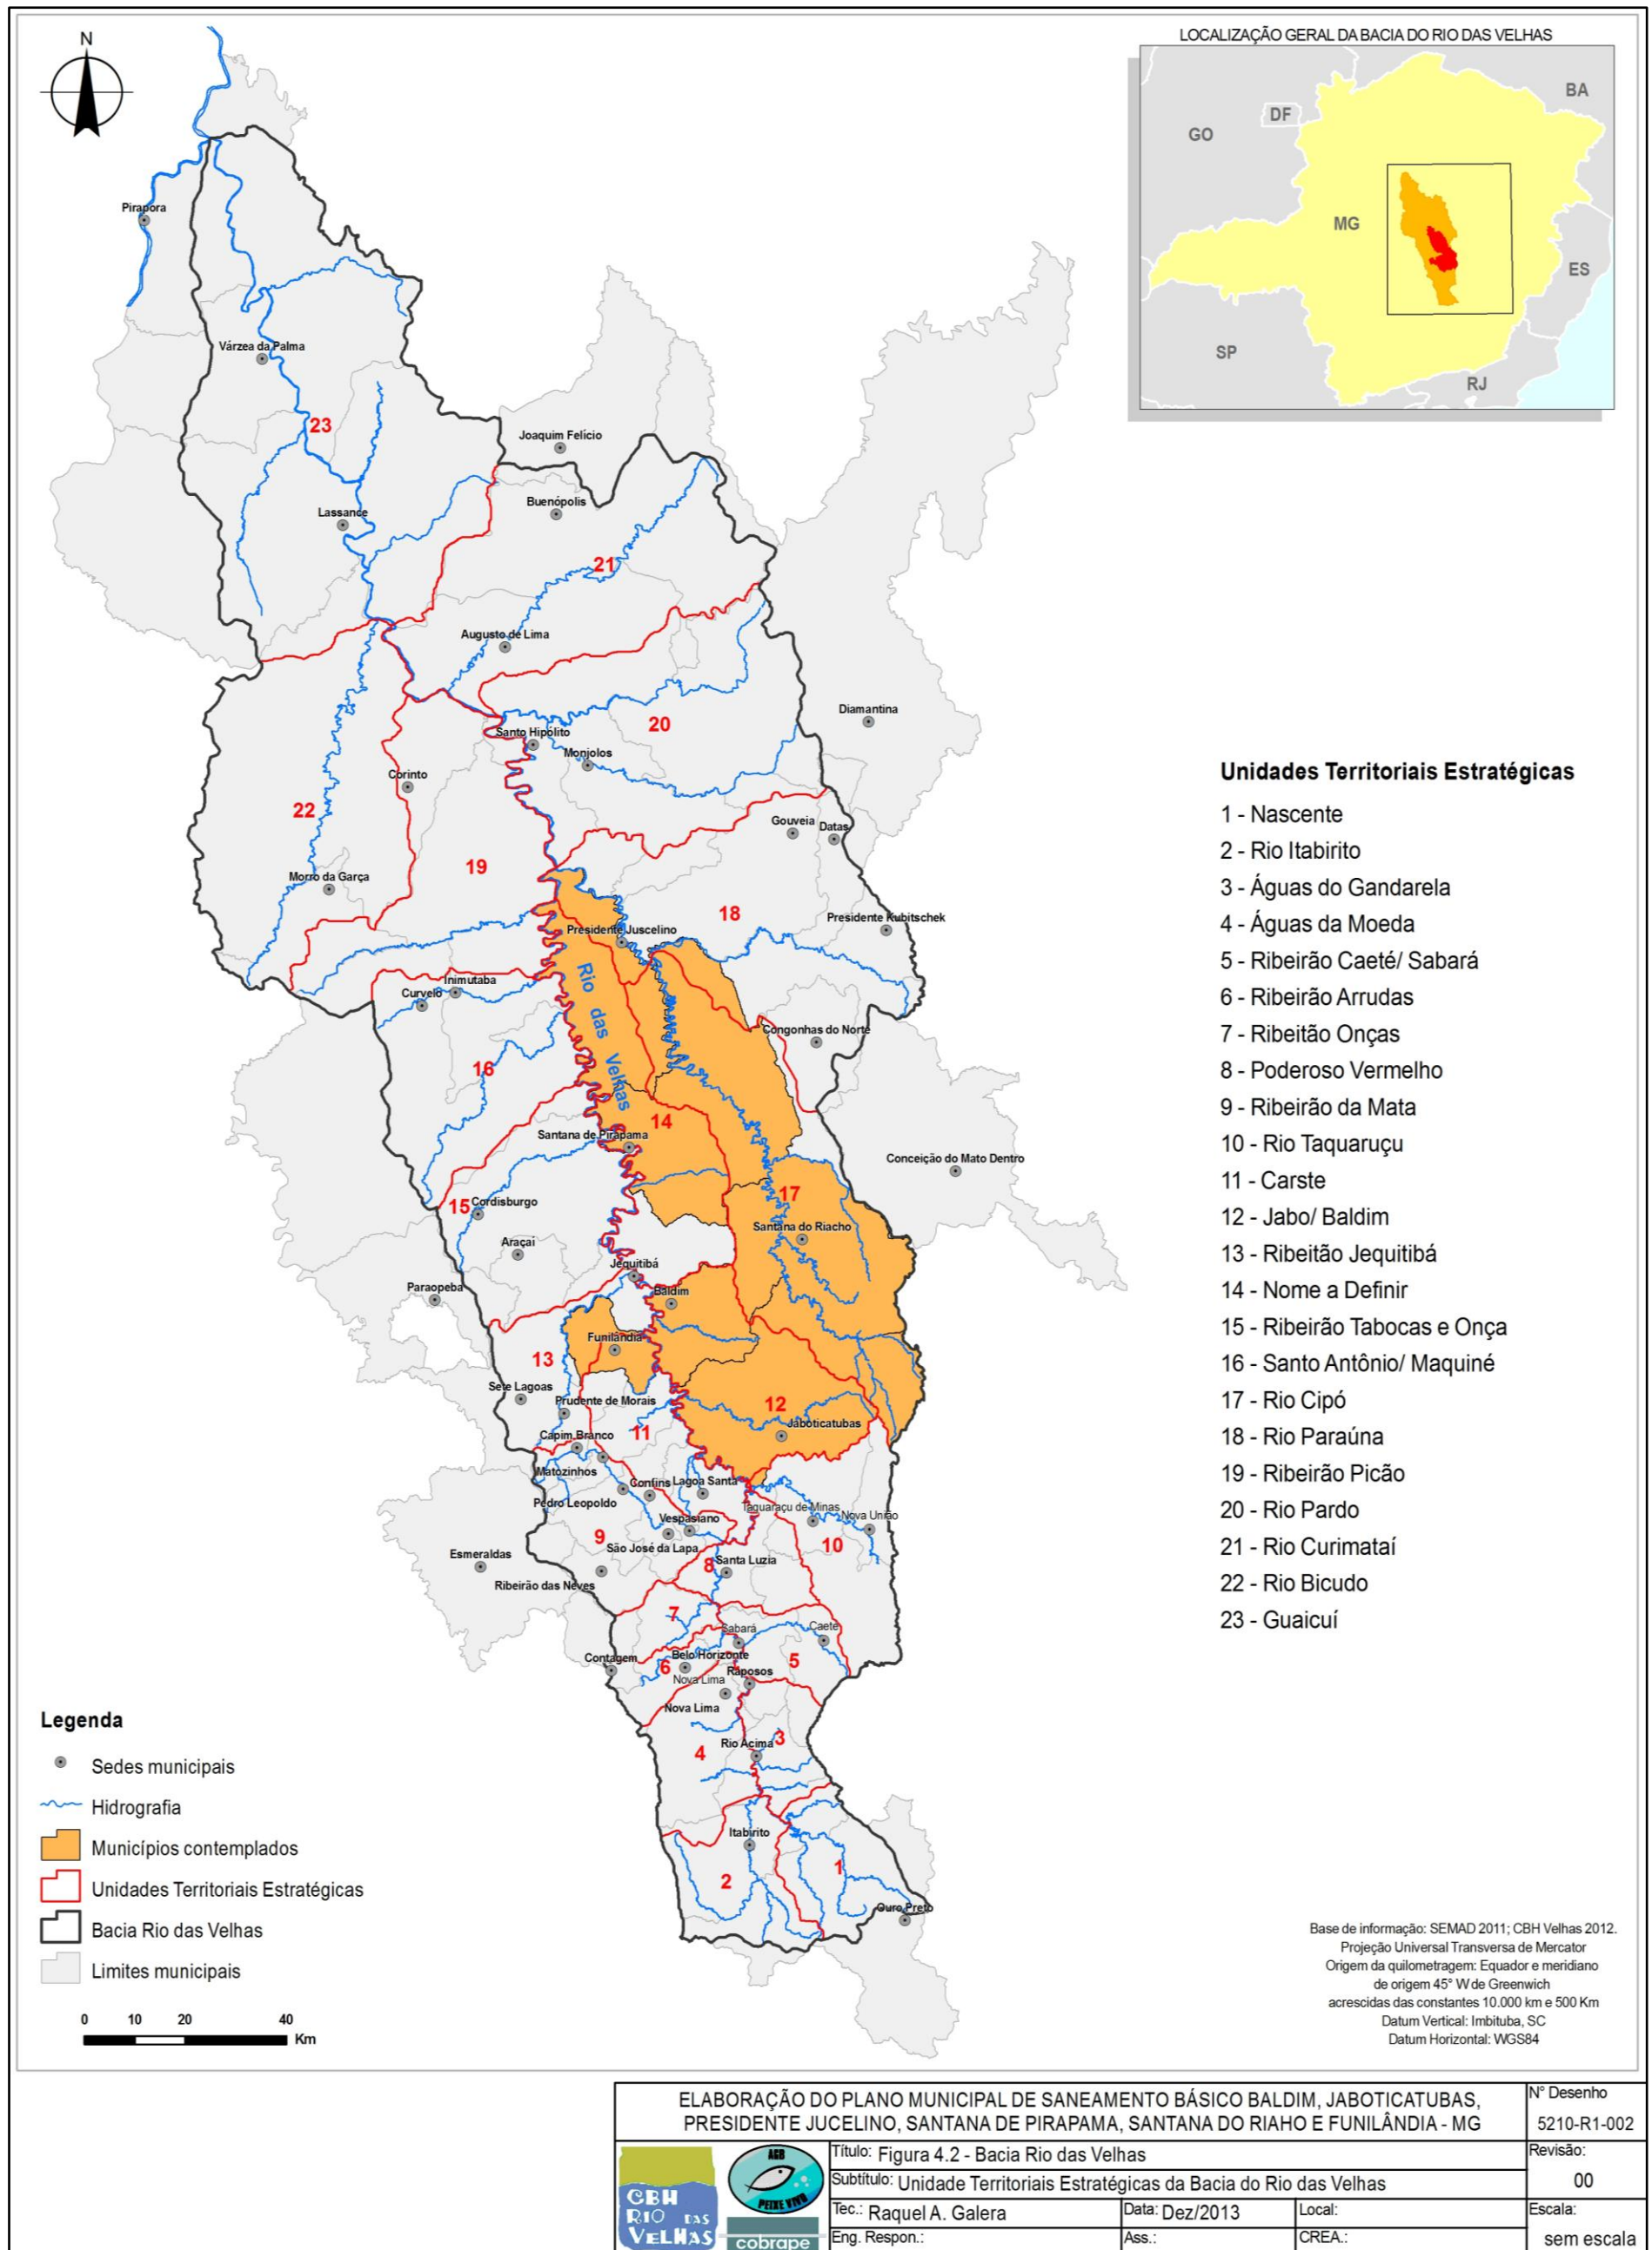 N
LOCALIZAÇÃO GERAL DA BACIA DO RIO DAS VELHAS
BA
DF
GO
MG
ES
SP
RJ
Pirapora
Várzea da Palma
23
Joaquim Felício
Buenópolis
Lassance
21
Augusto de Lima
Diamantina
20
Santo Hipólito
Monjolos
Corinto
22
Gouveia
Datas
19
Morro da Garça
18
Presidente Kubitschek
Presidente Juscelino
Rio das Velhas
Inimutaba
Curvelo
Congonhas do Norte
16
14
Santana de Pirapama
Conceição do Mato Dentro
17
15
Cordisburgo
Santana do Riacho
Araçaí
Jequitibá
Paraopeba
Baldim
Funilândia
13
Sete Lagoas
Prudente de Morais
12
Jaboticatubas
11
Capim Branco
Matozinhos
Confins
Lagoa Santa
Pedro Leopoldo
Taquaraçu de Minas
Nova União
Vespasiano
9
10
São José da Lapa
Esmeraldas
8
Santa Luzia
Ribeirão das Neves
7
Sabará
Caeté
Contagem
6
Belo Horizonte
5
Nova Lima
Raposos
Nova Lima
4
Rio Acima
3
Itabirito
2
1
Ouro Preto
Unidades Territoriais Estratégicas
1 - Nascente
2 - Rio Itabirito
3 - Águas do Gandarela
4 - Águas da Moeda
5 - Ribeirão Caeté/ Sabará
6 - Ribeirão Arrudas
7 - Ribeitão Onças
8 - Poderoso Vermelho
9 - Ribeirão da Mata
10 - Rio Taquaruçu
11 - Carste
12 - Jabo/ Baldim
13 - Ribeitão Jequitibá
14 - Nome a Definir
15 - Ribeirão Tabocas e Onça
16 - Santo Antônio/ Maquiné
17 - Rio Cipó
18 - Rio Paraúna
19 - Ribeirão Picão
20 - Rio Pardo
21 - Rio Curimataí
22 - Rio Bicudo
23 - Guaicuí
Legenda
Sedes municipais
Hidrografia
Municípios contemplados
Unidades Territoriais Estratégicas
Bacia Rio das Velhas
Limites municipais
0 10 20 40
Km
Base de informação: SEMAD 2011; CBH Velhas 2012.
Projeção Universal Transversa de Mercator
Origem da quilometragem: Equador e meridiano
de origem 45° W de Greenwich
acrescidas das constantes 10.000 km e 500 Km
Datum Vertical: Imbituba, SC
Datum Horizontal: WGS84
ELABORAÇÃO DO PLANO MUNICIPAL DE SANEAMENTO BÁSICO BALDIM, JABOTICATUBAS,
PRESIDENTE JUCELINO, SANTANA DE PIRAPAMA, SANTANA DO RIAHO E FUNILÂNDIA - MG
N° Desenho
5210-R1-002
CBH
RIO DAS
VELHAS
AGB
PEIXE VIVO
cobrape
Título: Figura 4.2 - Bacia Rio das Velhas
Revisão:
00
Subtítulo: Unidade Territoriais Estratégicas da Bacia do Rio das Velhas
Tec.: Raquel A. Galera
Data: Dez/2013
Local:
Escala:
sem escala
Eng. Respon.:
Ass.:
CREA.: